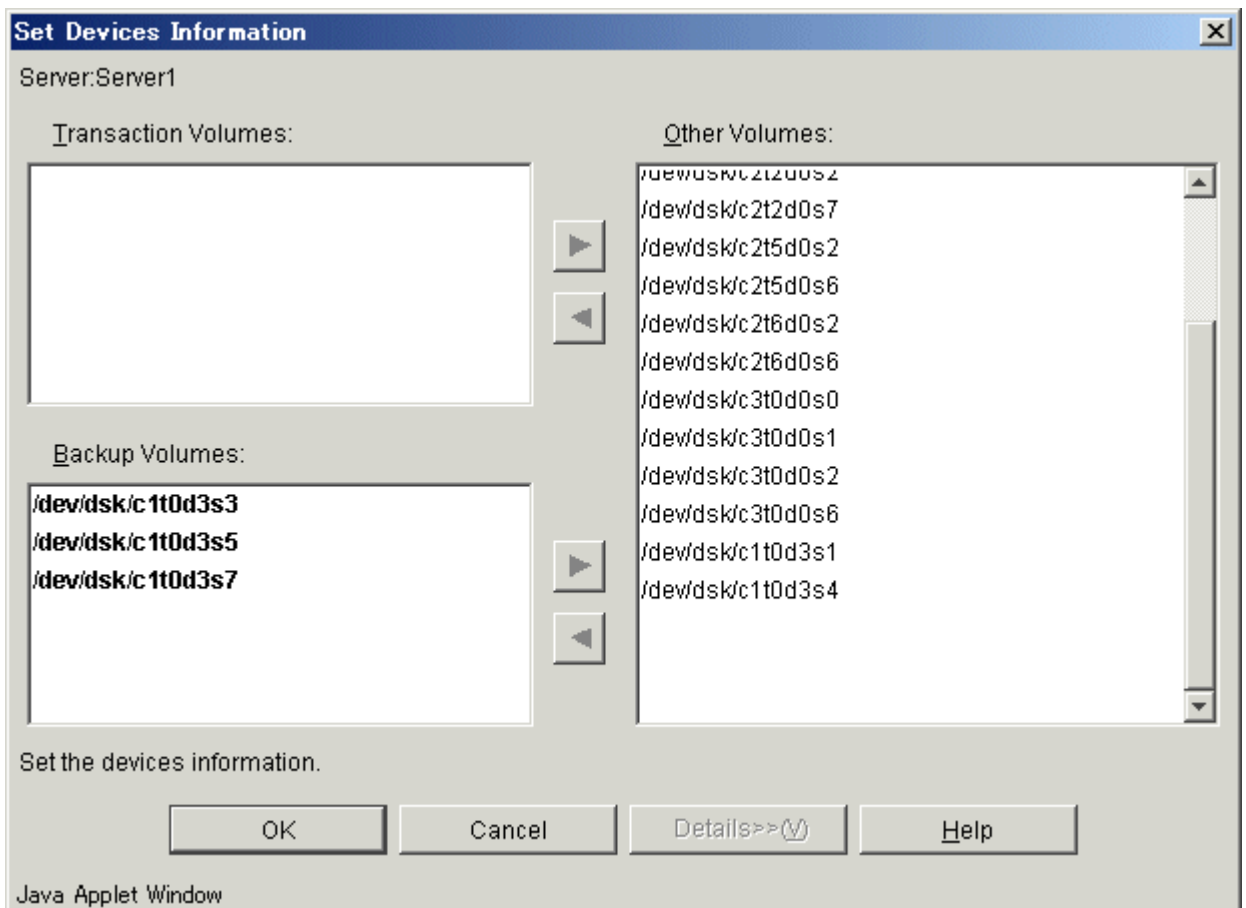 Set Devices Information
Server:Server1
Transaction Volumes:
Other Volumes:
/dev/dsk/c2t2d0s2
/dev/dsk/c2t2d0s7
/dev/dsk/c2t5d0s2
/dev/dsk/c2t5d0s6
/dev/dsk/c2t6d0s2
/dev/dsk/c2t6d0s6
/dev/dsk/c3t0d0s0
/dev/dsk/c3t0d0s1
/dev/dsk/c3t0d0s2
/dev/dsk/c3t0d0s6
/dev/dsk/c1t0d3s1
/dev/dsk/c1t0d3s4
Backup Volumes:
/dev/dsk/c1t0d3s3
/dev/dsk/c1t0d3s5
/dev/dsk/c1t0d3s7
Set the devices information.
OK
Cancel
Details>>(V)
Help
Java Applet Window